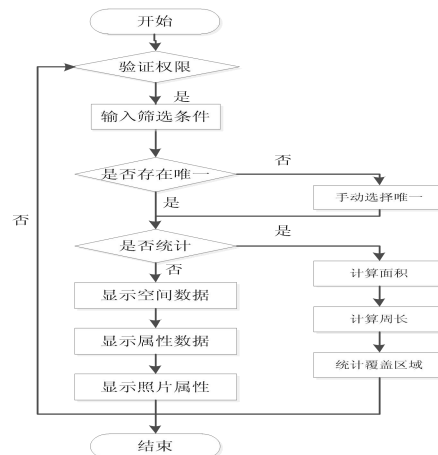 开始
验证权限
是
输入筛选条件
是否存在唯一
否
手动选择唯一
是
否
是否统计
是
否
显示空间数据
计算面积
显示属性数据
计算周长
显示照片属性
统计覆盖区域
结束